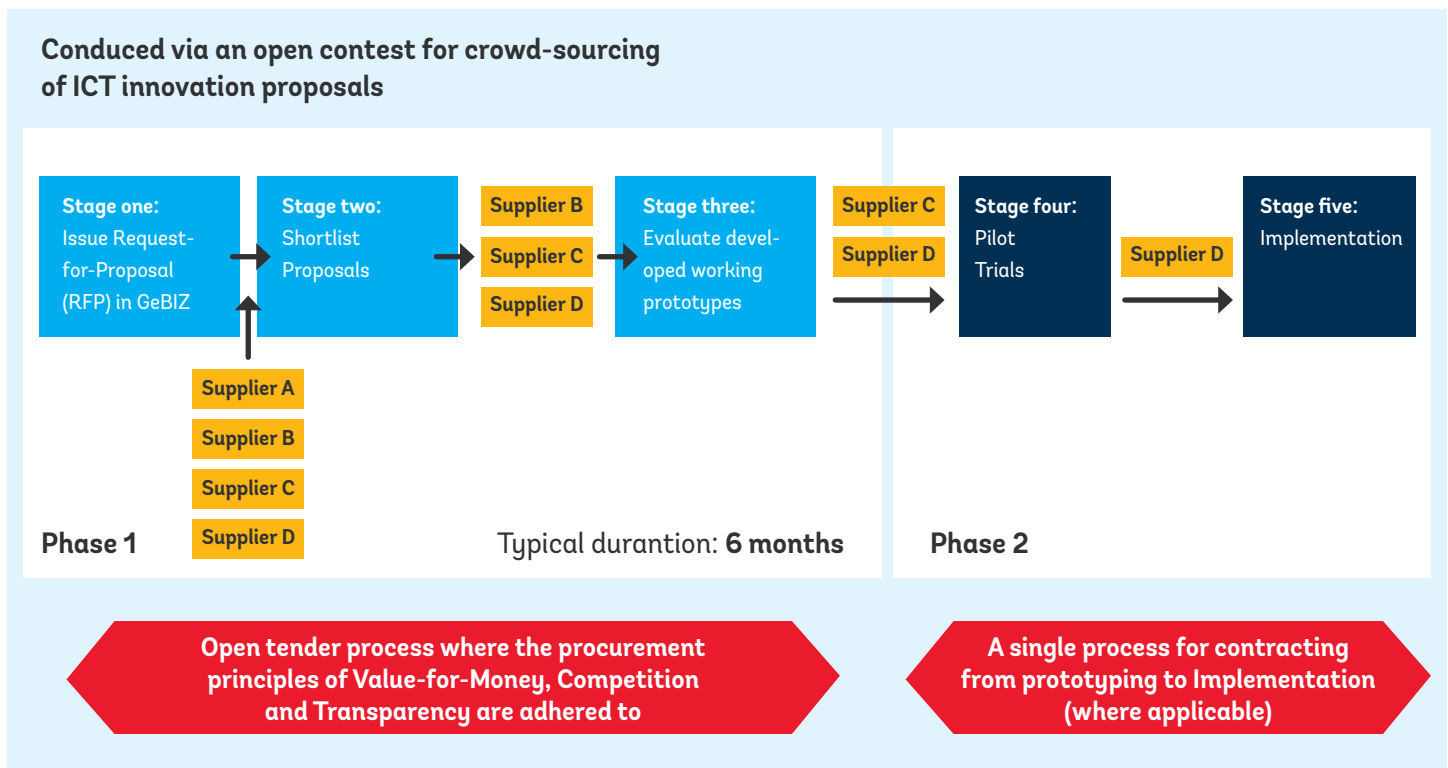 Conduced via an open contest for crowd-sourcing
of ICT innovation proposals
Stage one:
Issue Request-
for-Proposal
(RFP) in GeBIZ
Supplier A
Supplier B
Supplier C
Supplier D
Stage two:
Shortlist
Proposals
Supplier B
Supplier C
Supplier D
Stage three:
Evaluate devel-
oped working
prototypes
Supplier C
Supplier D
Stage four:
Pilot
Trials
Supplier D
Stage five:
Implementation
Phase 1
Typical durantion: 6 months
Phase 2
Open tender process where the procurement
principles of Value-for-Money, Competition
and Transparency are adhered to
A single process for contracting
from prototyping to Implementation
(where applicable)